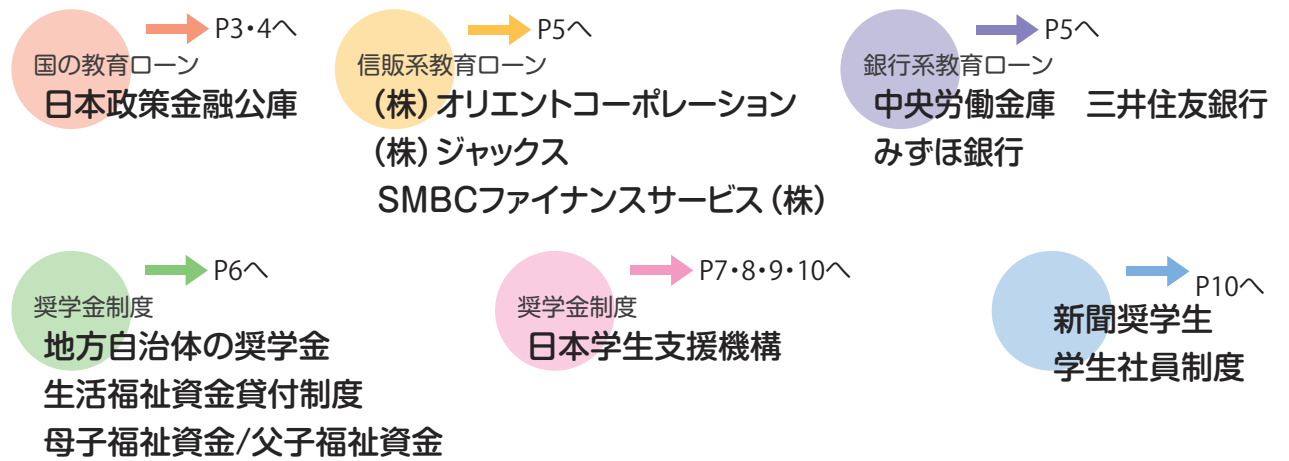 P3・4へ
国の教育ローン
日本政策金融公庫
P5へ
信販系教育ローン
（株）オリエントコーポレーション
（株）ジャックス
SMBCファイナンスサービス（株）
P5へ
銀行系教育ローン
中央労働金庫　三井住友銀行
みずほ銀行
P6へ
奨学金制度
地方自治体の奨学金
生活福祉資金貸付制度
母子福祉資金/父子福祉資金
P7・8・9・10へ
奨学金制度
日本学生支援機構
P10へ
新聞奨学生
学生社員制度